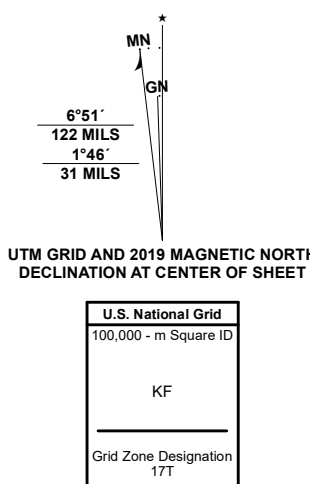 ★
MN
GN
6°51´
122 MILS
1°46´
31 MILS
UTM GRID AND 2019 MAGNETIC NORTH
DECLINATION AT CENTER OF SHEET
U.S. National Grid
100,000 - m Square ID
KF
Grid Zone Designation
17T